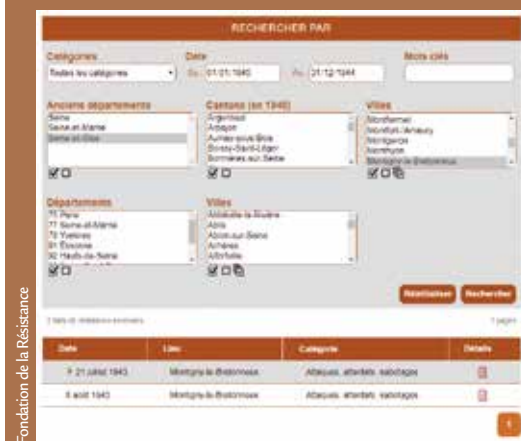 RECHERCHER PAR
Catégories Date Mots clés
Toutes les catégories 01/01/1940 31/12/1944
Anciens départements Cantons (en 1940) Villes
Seine Argenteuil Montfermeil
Seine-et-Marne Arpajon Montfort-l'Amaury
Seine-et-Oise Aulnay-sous-Bois Montgeron
Boissy-Saint-Léger Monthyon
Bonnières-sur-Seine Montigny-le-Bretonneux
Départements Villes
75 Paris Abbéville-la-Rivière
77 Seine-et-Marne Ablis
78 Yvelines Ablon-sur-Seine
91 Essonne Achères
92 Hauts-de-Seine
Réinitialiser Rechercher
1 page
Date Lieu Catégorie Détails
21 juillet 1943 Montigny-le-Bretonneux Attaques, attentats, sabotages
8 août 1943 Montigny-le-Bretonneux Attaques, attentats, sabotages
1
Fondation de la Résistance